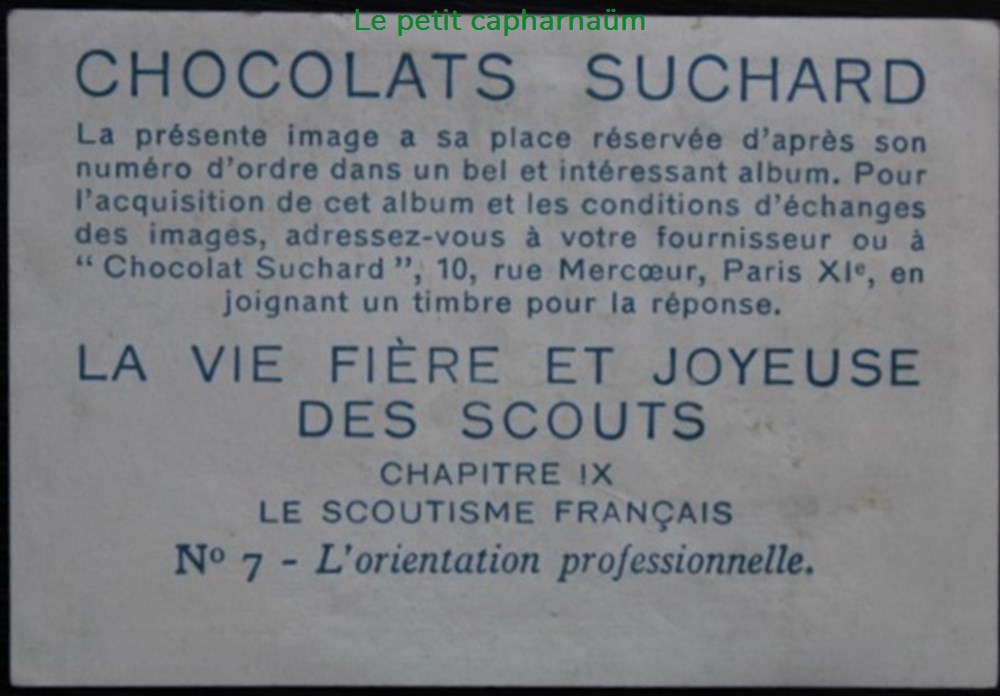 Le petit capharnaüm
CHOCOLATS SUCHARD
La présente image a sa place réservée d'après son
numéro d'ordre dans un bel et intéressant album. Pour
l'acquisition de cet album et les conditions d'échanges
des images, adressez-vous à votre fournisseur ou à
“ Chocolat Suchard ”, 10, rue Mercœur, Paris XIe, en
joignant un timbre pour la réponse.
LA VIE FIÈRE ET JOYEUSE
DES SCOUTS
CHAPITRE IX
LE SCOUTISME FRANÇAIS
No 7 - L'orientation professionnelle.